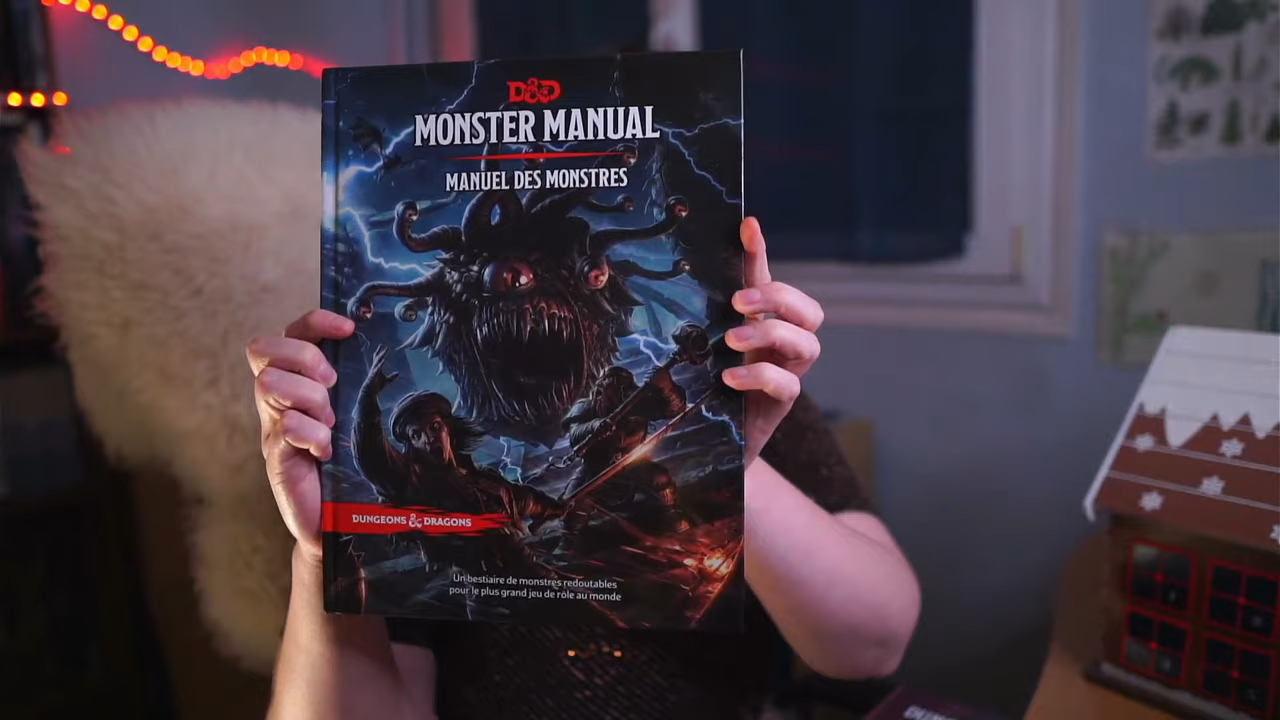 D&D
MONSTER MANUAL
MANUEL DES MONSTRES
DUNGEONS & DRAGONS
Un bestiaire de monstres redoutables
pour le plus grand jeu de rôle au monde